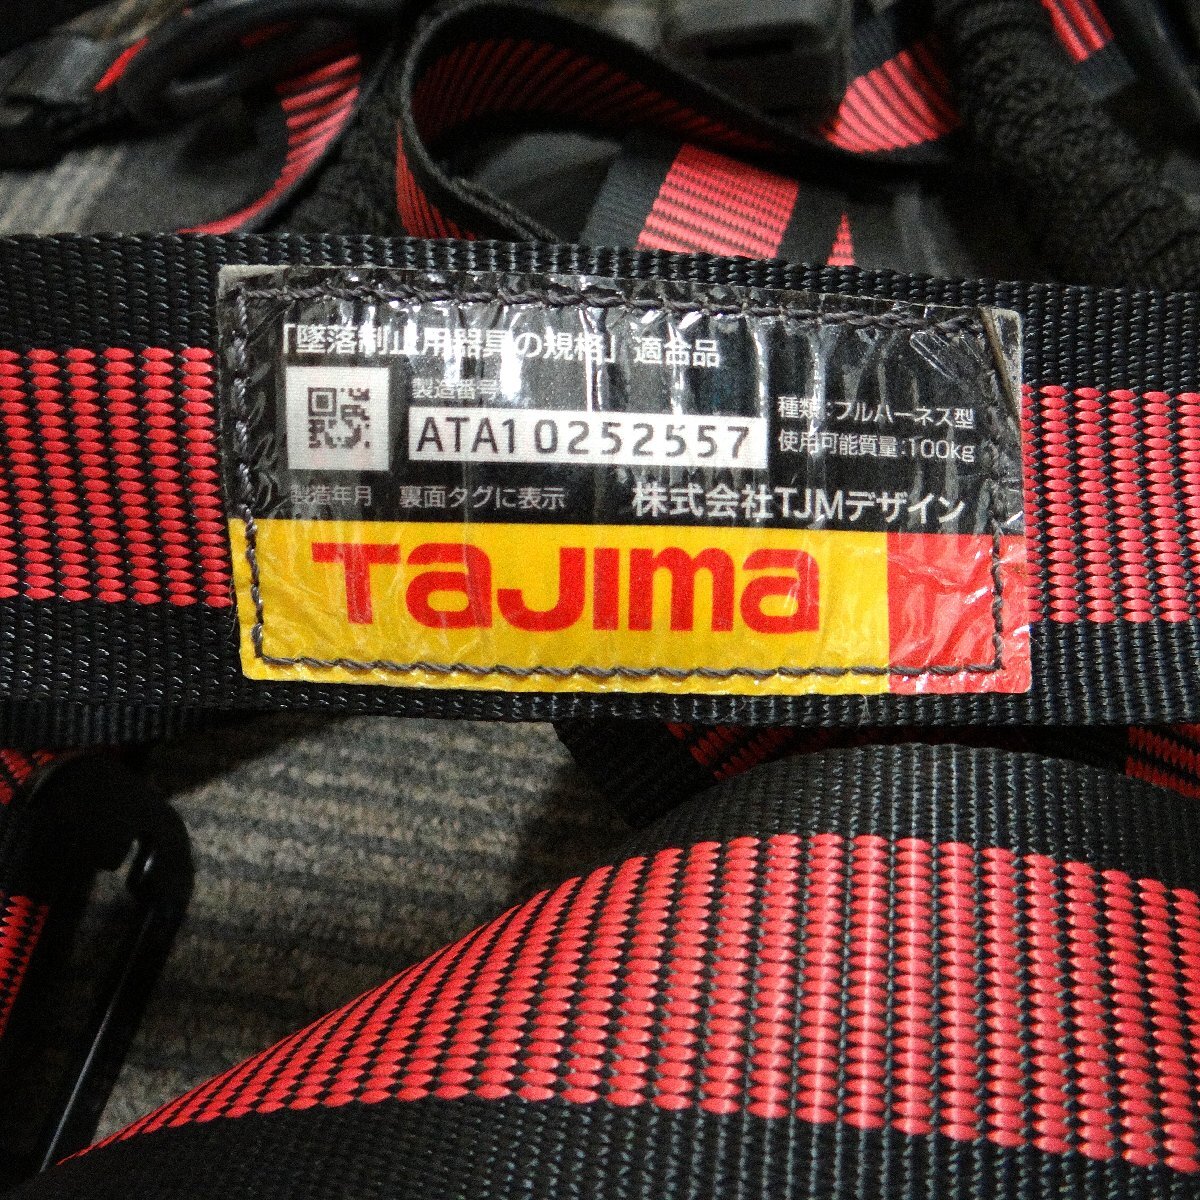 「墜落制止用器具の規格」適合品
製造番号
ATA10252557
種類:フルハーネス型
使用可能質量:100kg
製造年月 裏面タグに表示
株式会社TJMデザイン
TAJIMA